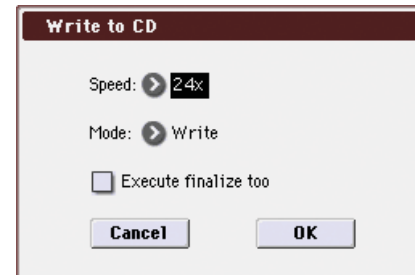 Write to CD
Speed: 24x
Mode: Write
Execute finalize too
Cancel OK